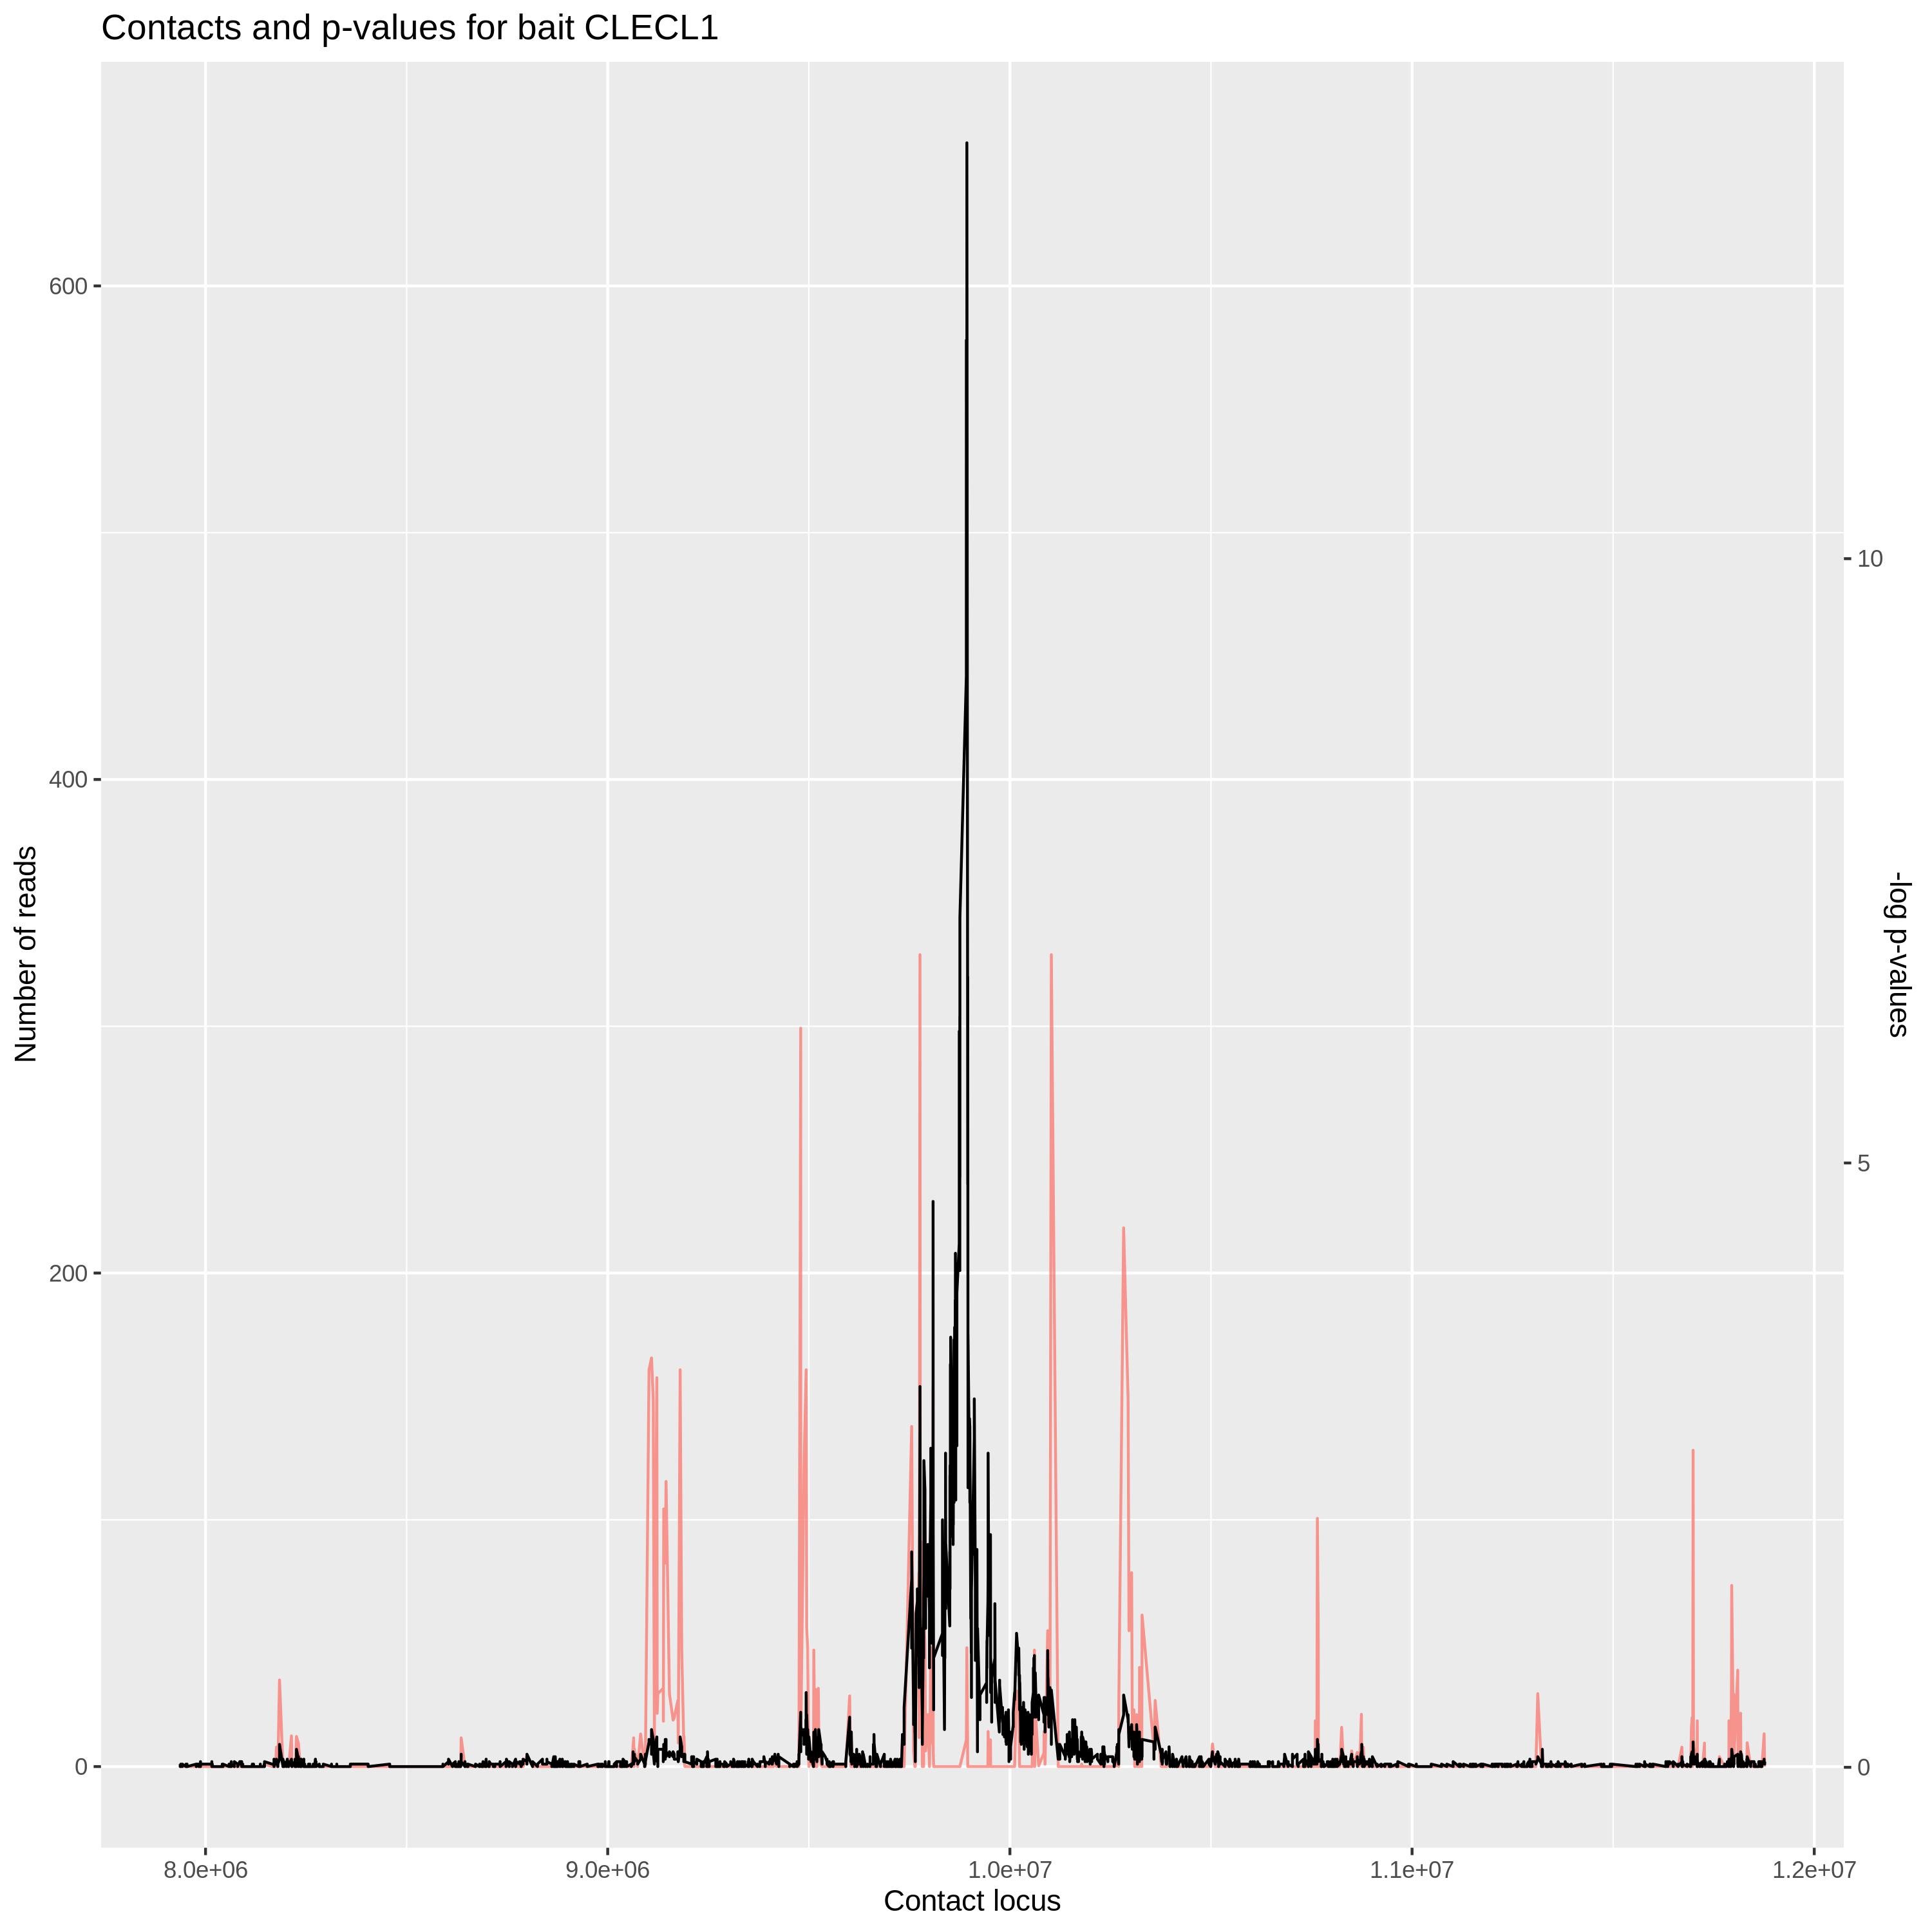 Contacts and p-values for bait CLECL1
600
400
200
0
Number of reads
10
5
0
-log p-values
8.0e+06
9.0e+06
1.0e+07
1.1e+07
1.2e+07
Contact locus